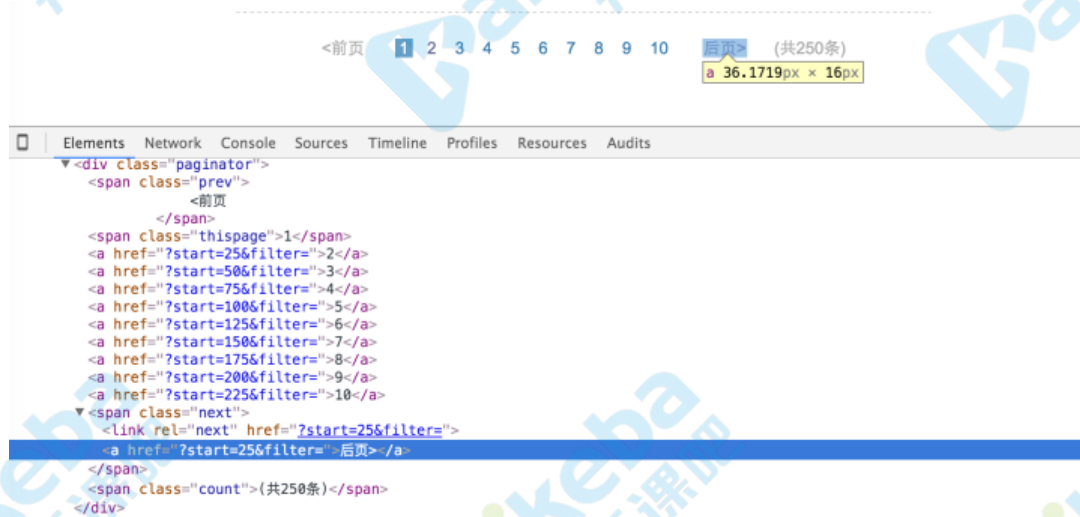 <前页 1 2 3 4 5 6 7 8 9 10 后页> (共250条)
a 36.1719px × 16px
Elements Network Console Sources Timeline Profiles Resources Audits
▼<div class="paginator">
<span class="prev">
<前页
</span>
<span class="thispage">1</span>
<a href="?start=25&filter=">2</a>
<a href="?start=50&filter=">3</a>
<a href="?start=75&filter=">4</a>
<a href="?start=100&filter=">5</a>
<a href="?start=125&filter=">6</a>
<a href="?start=150&filter=">7</a>
<a href="?start=175&filter=">8</a>
<a href="?start=200&filter=">9</a>
<a href="?start=225&filter=">10</a>
▼<span class="next">
<link rel="next" href="?start=25&filter=">
<a href="?start=25&filter=">后页></a>
</span>
<span class="count">(共250条)</span>
</div>
keba
ikeba
课吧